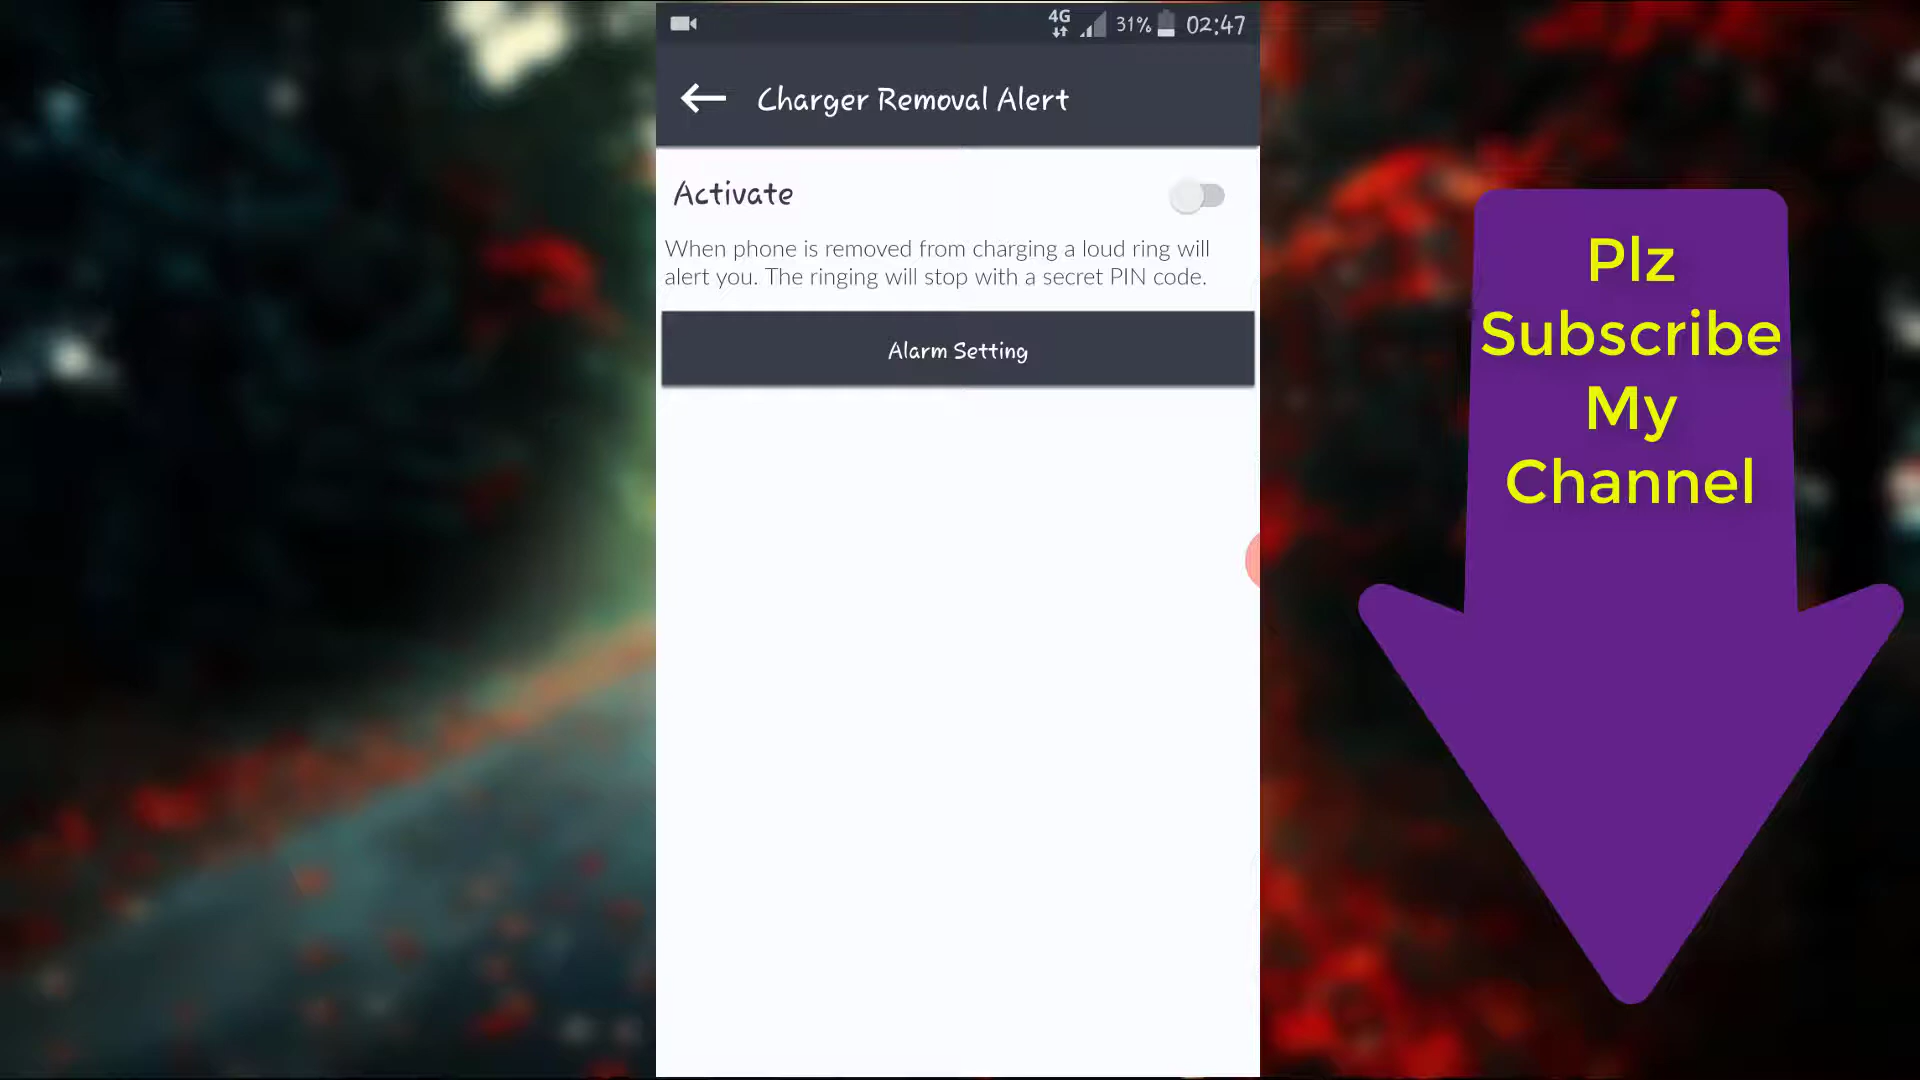 4G 31% 02:47
Charger Removal Alert
Activate
When phone is removed from charging a loud ring will
alert you. The ringing will stop with a secret PIN code.
Alarm Setting
Plz
Subscribe
My
Channel